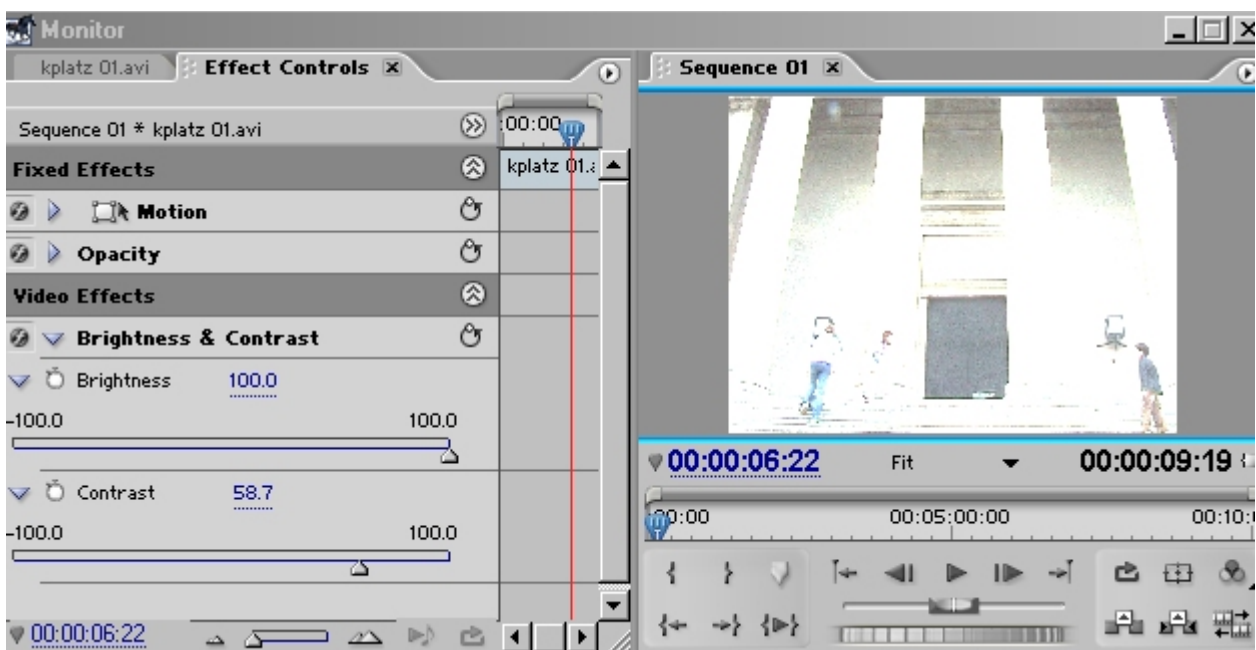 Monitor
kplatz 01.avi
Effect Controls
Sequence 01 * kplatz 01.avi
:00:00
Fixed Effects
kplatz 01.a
Motion
Opacity
Video Effects
Brightness & Contrast
Brightness 100.0
-100.0 100.0
Contrast 58.7
-100.0 100.0
00:00:06:22
Sequence 01
00:00:06:22 Fit 00:00:09:19
:00:00 00:05:00:00 00:10: